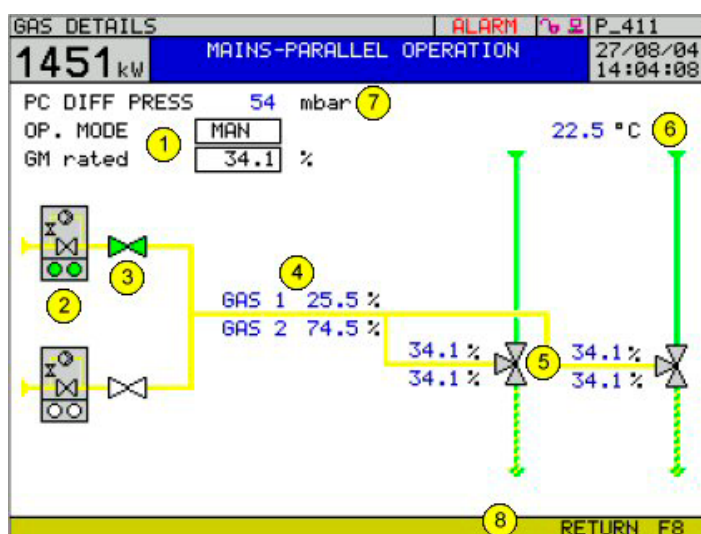 GAS DETAILS ALARM P_411
1451 kW MAINS-PARALLEL OPERATION 27/08/04
14:04:08
PC DIFF PRESS 54 mbar 7
OP. MODE MAN 22.5 °C 6
1
GM rated 34.1 %
2 3 4
GAS 1 25.5 %
GAS 2 74.5 %
34.1 % 5 34.1 %
34.1 % 34.1 %
8
RETURN F8